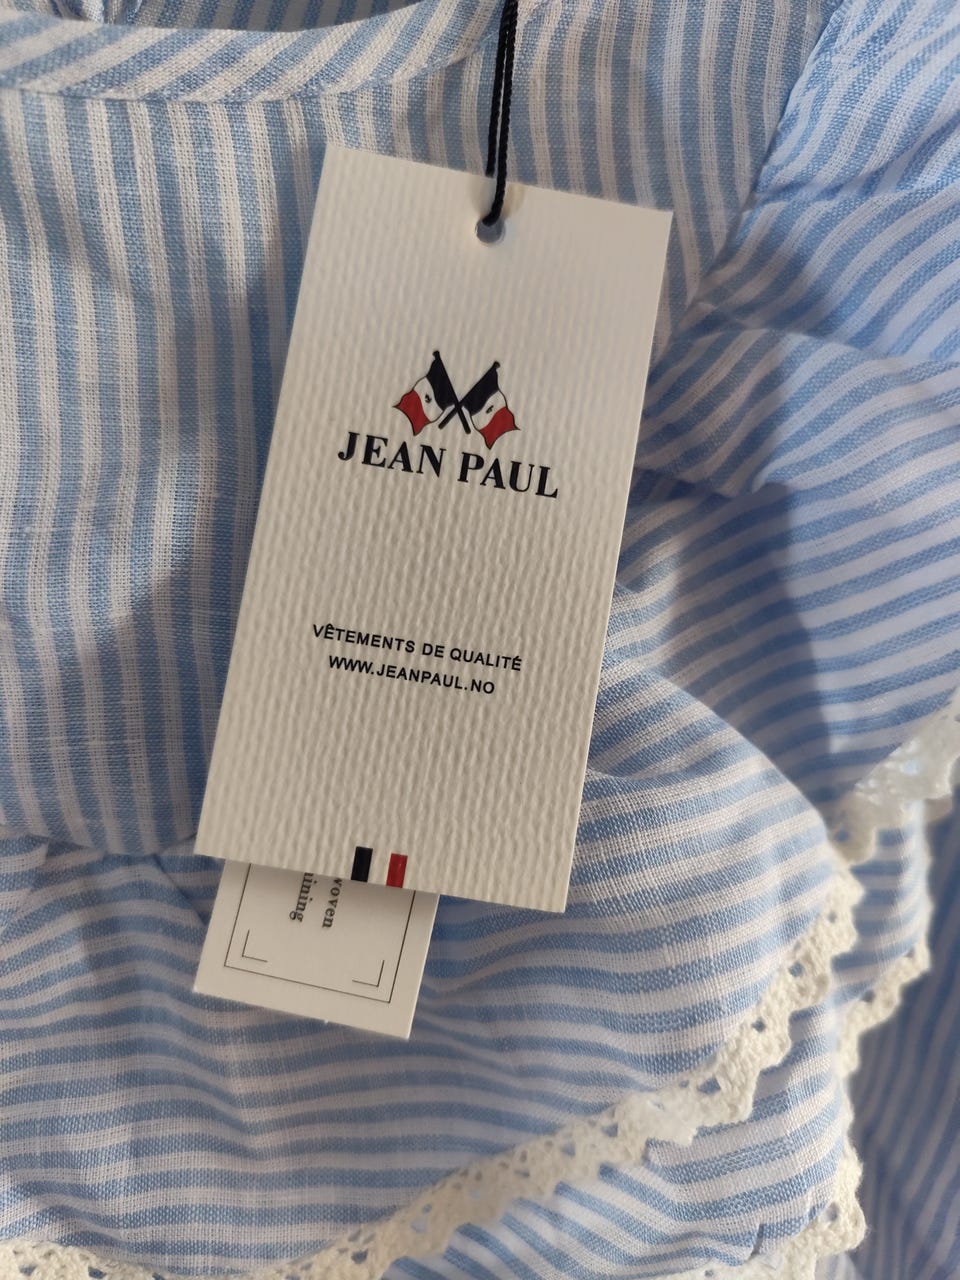 JEAN PAUL
VÊTEMENTS DE QUALITÉ
WWW.JEANPAUL.NO